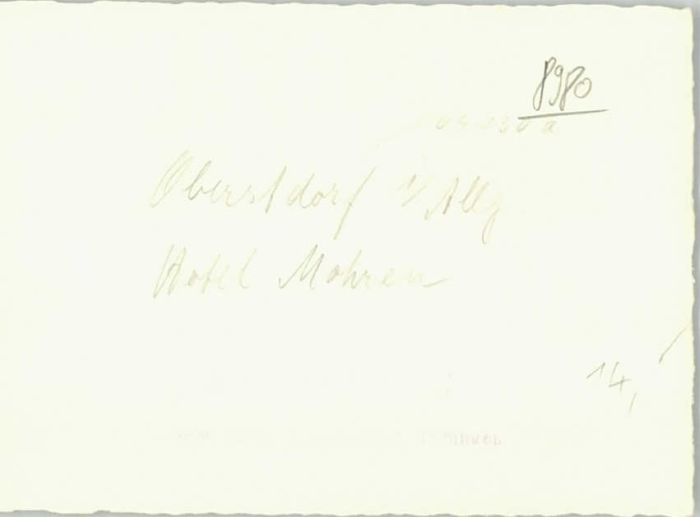 8980
Oberstdorf i/Allg
Hotel Mohren
14,